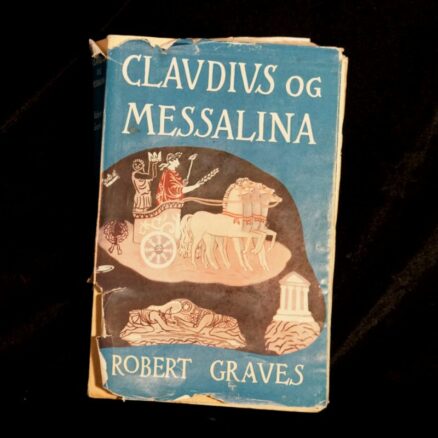 CLAVDIVS OG
MESSALINA
ROBERT GRAVES